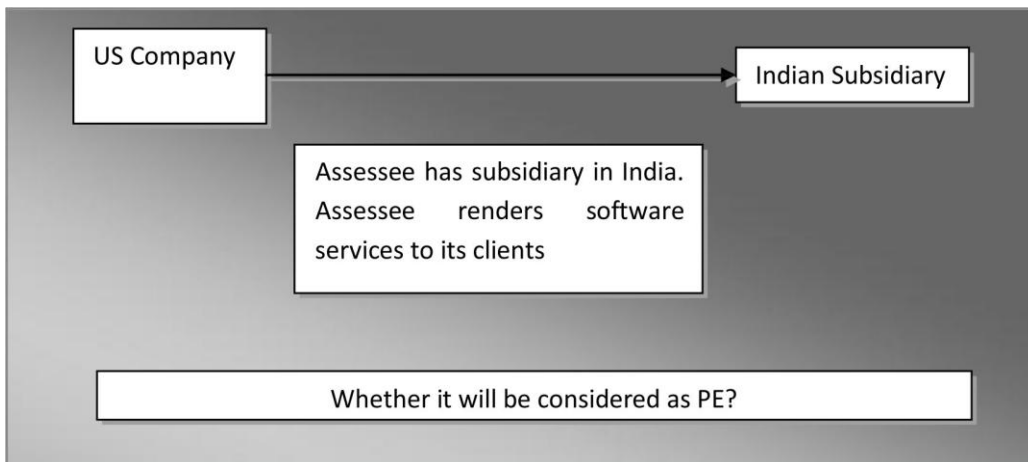 US Company
Indian Subsidiary
Assessee has subsidiary in India.
Assessee renders software
services to its clients
Whether it will be considered as PE?